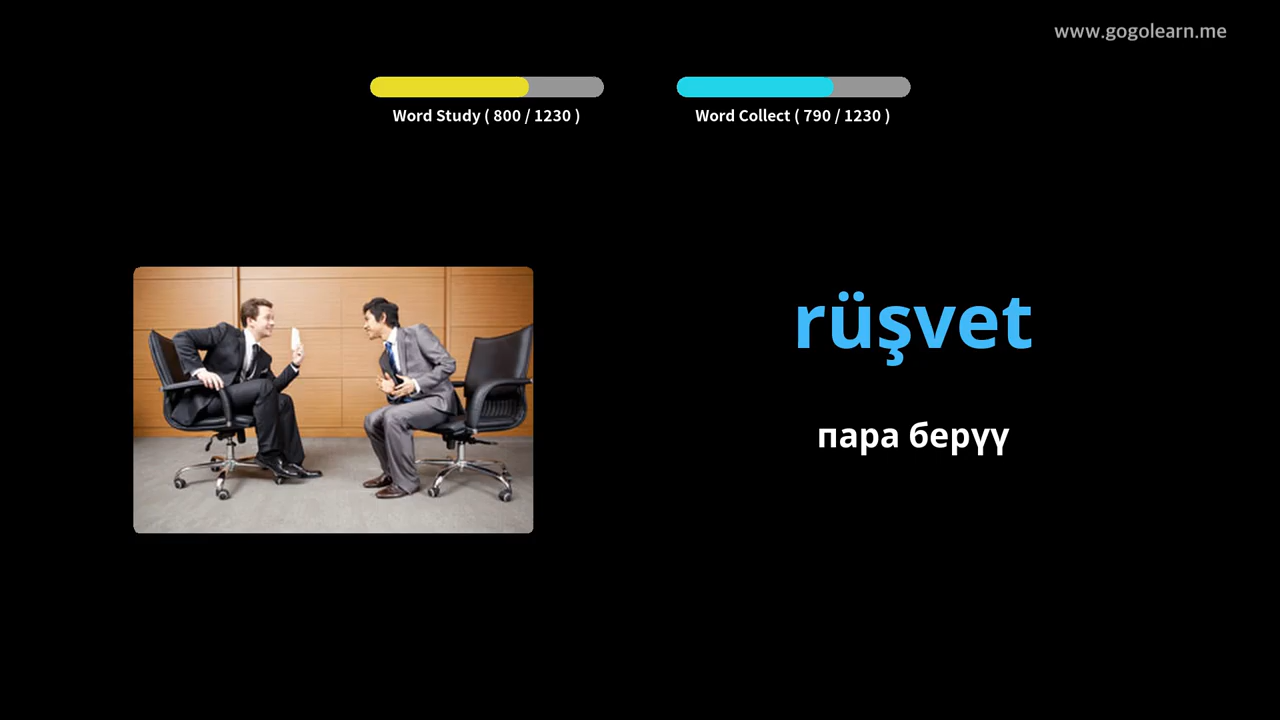 www.gogolearn.me
Word Study ( 800 / 1230 )
Word Collect ( 790 / 1230 )
rüşvet
пара берүү